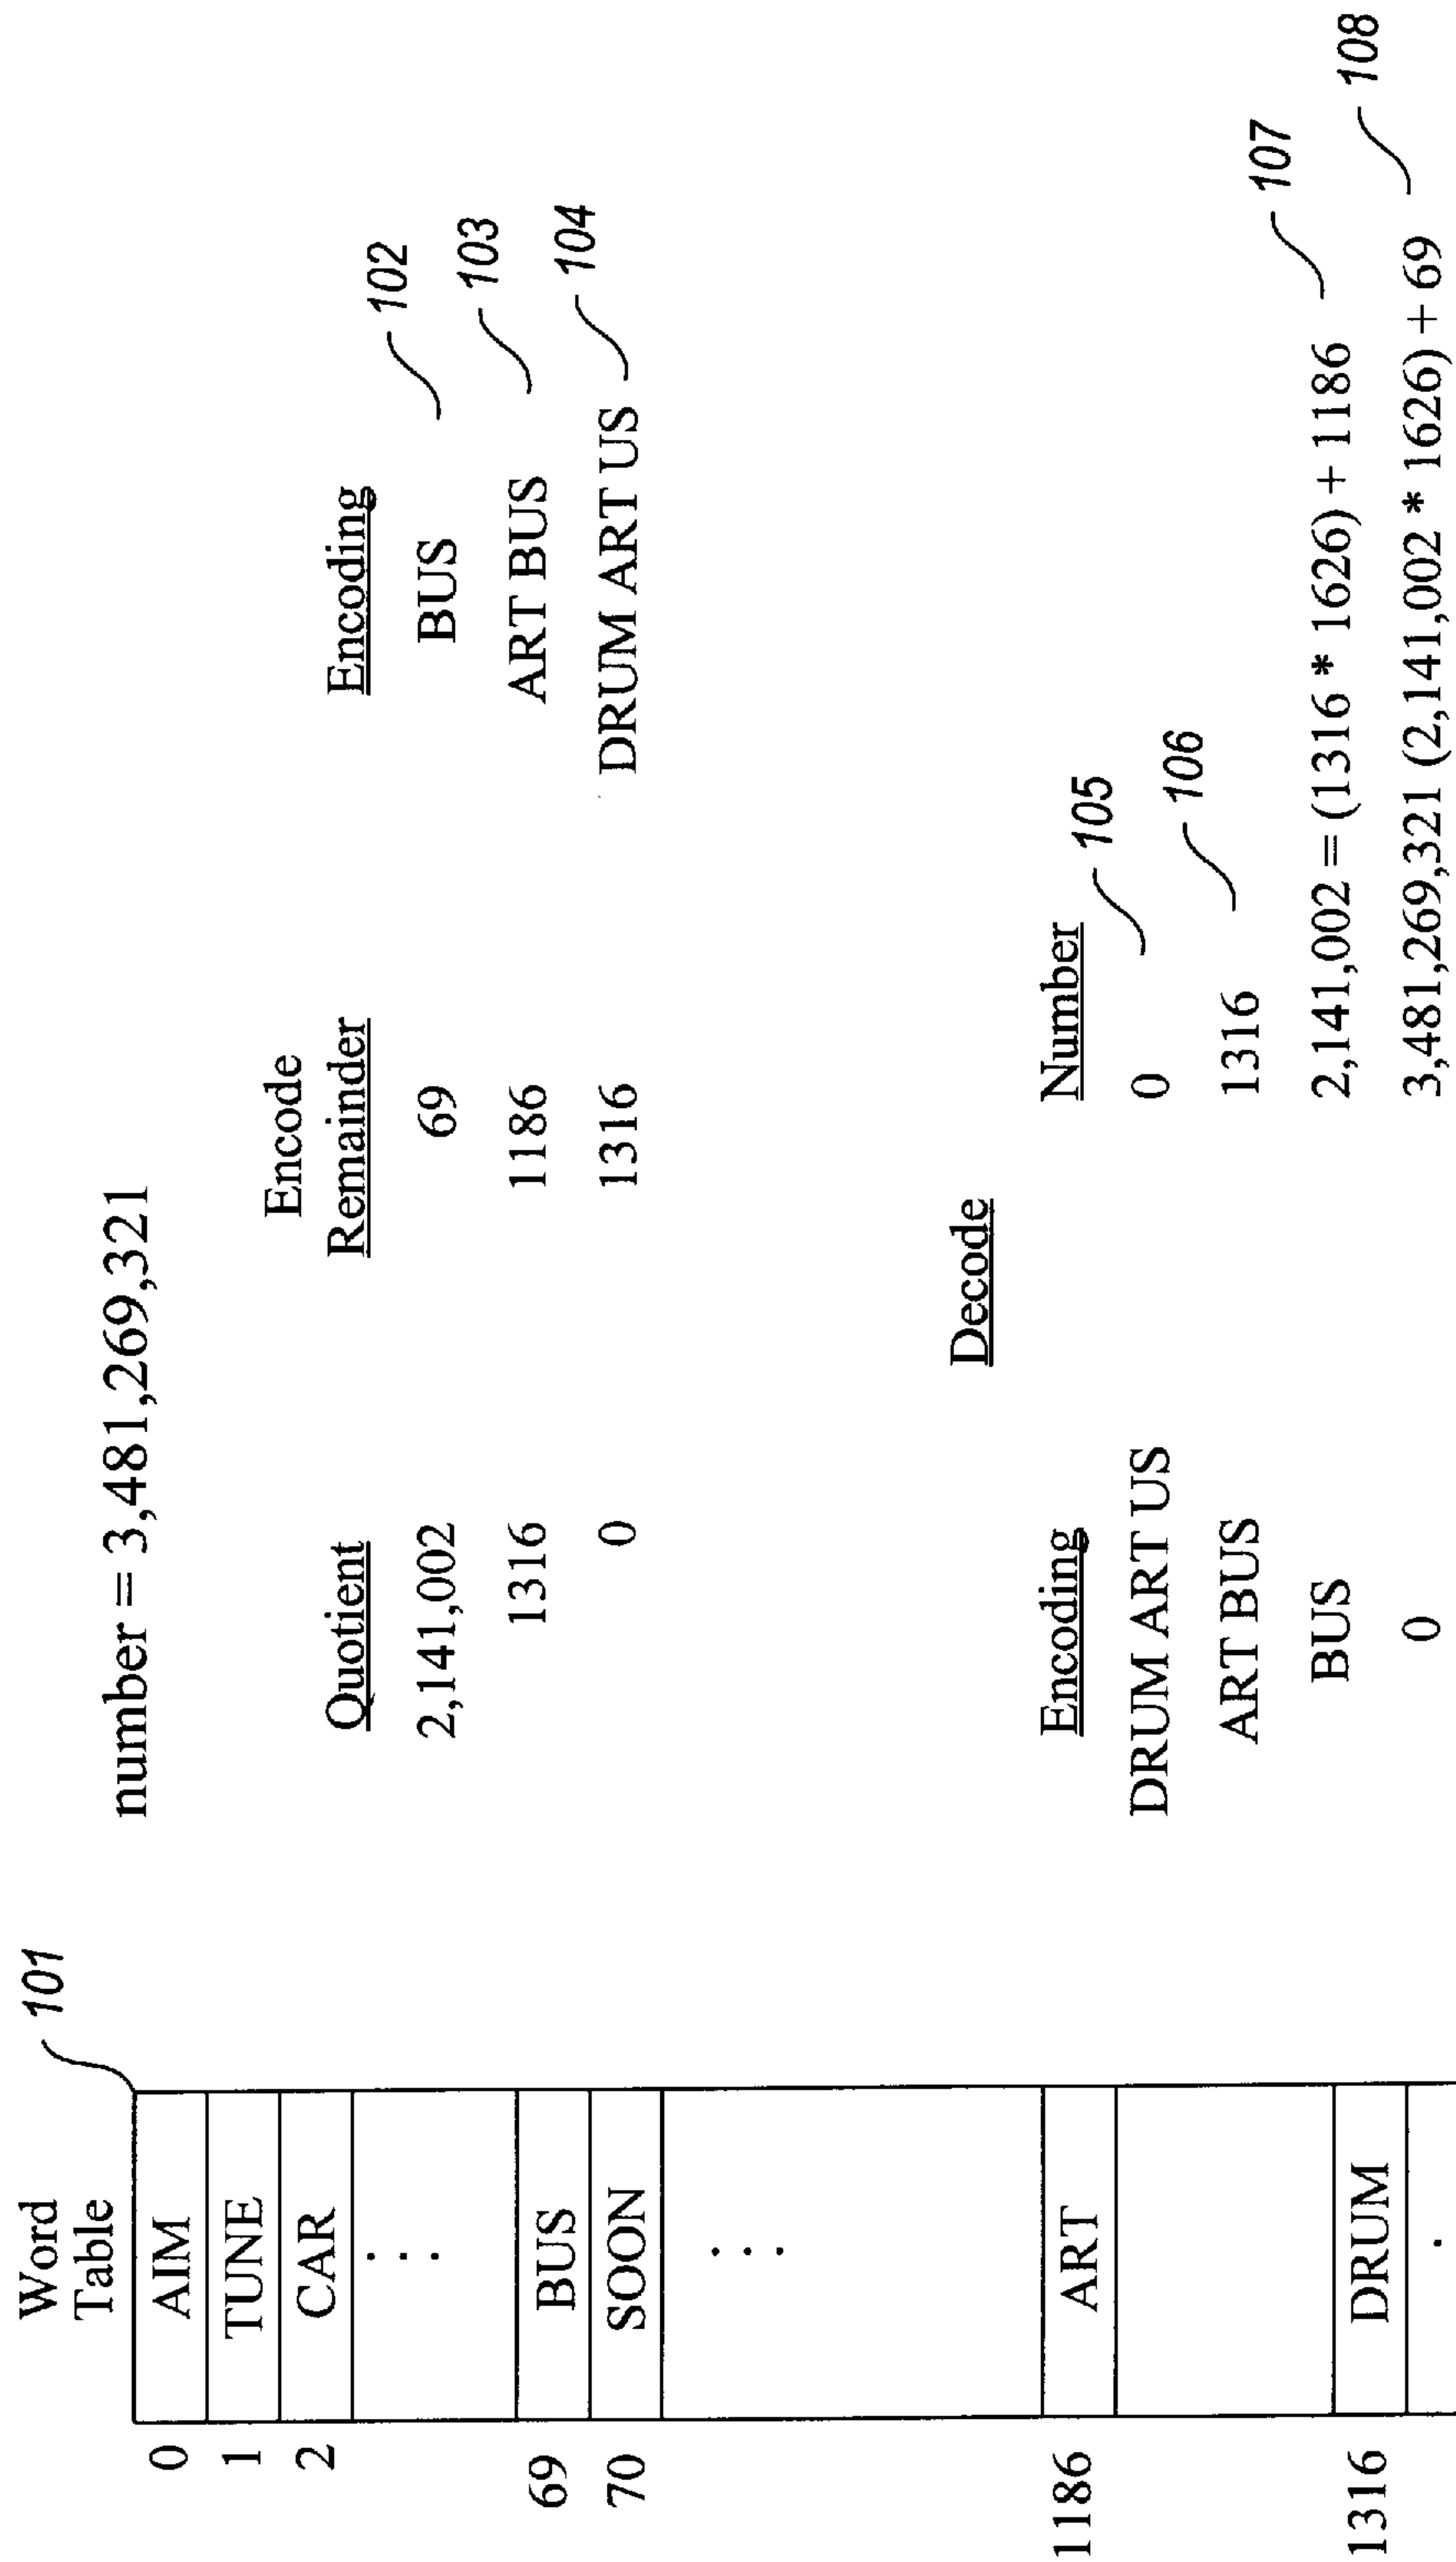 Word
Table
101
0 AIM
1 TUNE
2 CAR
. . .
69 BUS
70 SOON
. . .
1186 ART
1316 DRUM
.
number = 3,481,269,321
Encode
Quotient Remainder Encoding
2,141,002 69 BUS 102
1316 1186 ART BUS 103
0 1316 DRUM ART US 104
Decode
Encoding Number
DRUM ART US 0 105
ART BUS 1316 106
BUS 2,141,002 = (1316 * 1626) + 1186 107
0 3,481,269,321 (2,141,002 * 1626) + 69 108